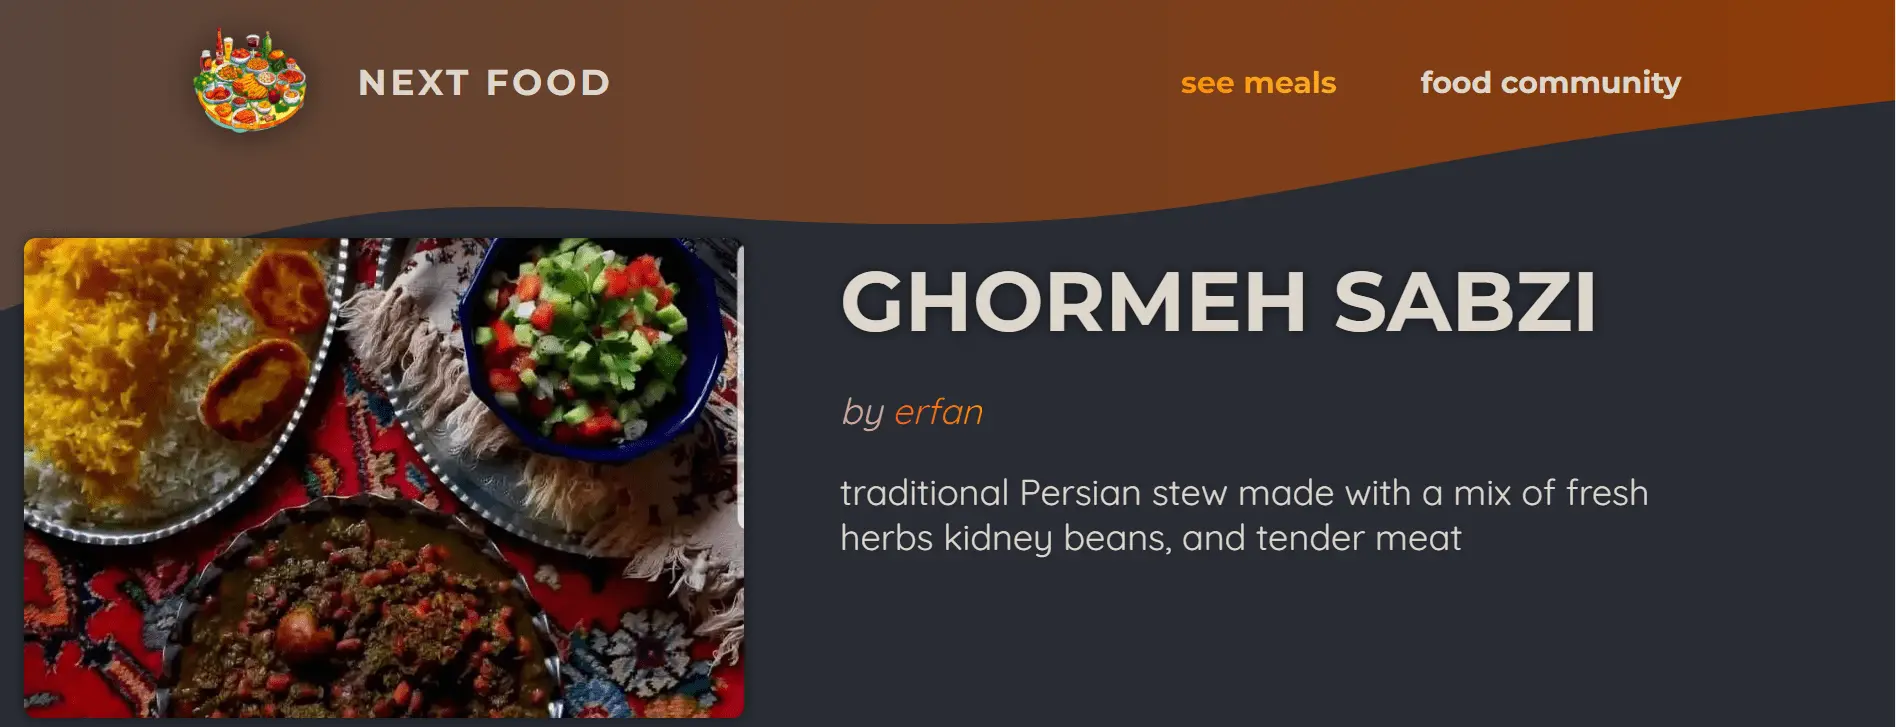 NEXT FOOD
see meals
food community
GHORMEH SABZI
by erfan
traditional Persian stew made with a mix of fresh
herbs kidney beans, and tender meat